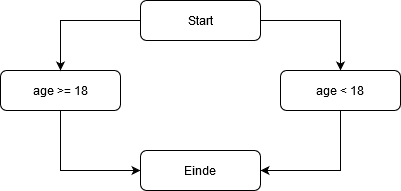 Start
age >= 18
age < 18
Einde